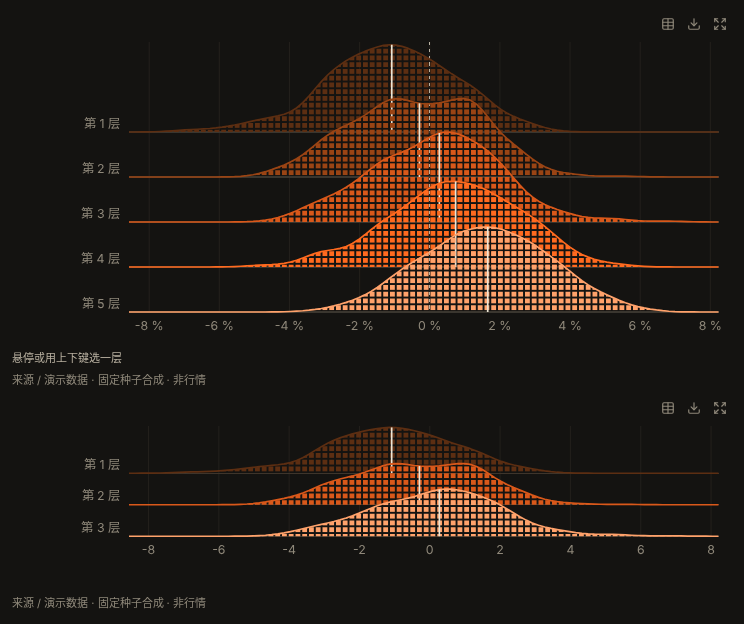 第 1 层
第 2 层
第 3 层
第 4 层
第 5 层
-8 % -6 % -4 % -2 % 0 % 2 % 4 % 6 % 8 %
悬停或用上下键选一层
来源 / 演示数据 · 固定种子合成 · 非行情
第 1 层
第 2 层
第 3 层
-8 -6 -4 -2 0 2 4 6 8
来源 / 演示数据 · 固定种子合成 · 非行情